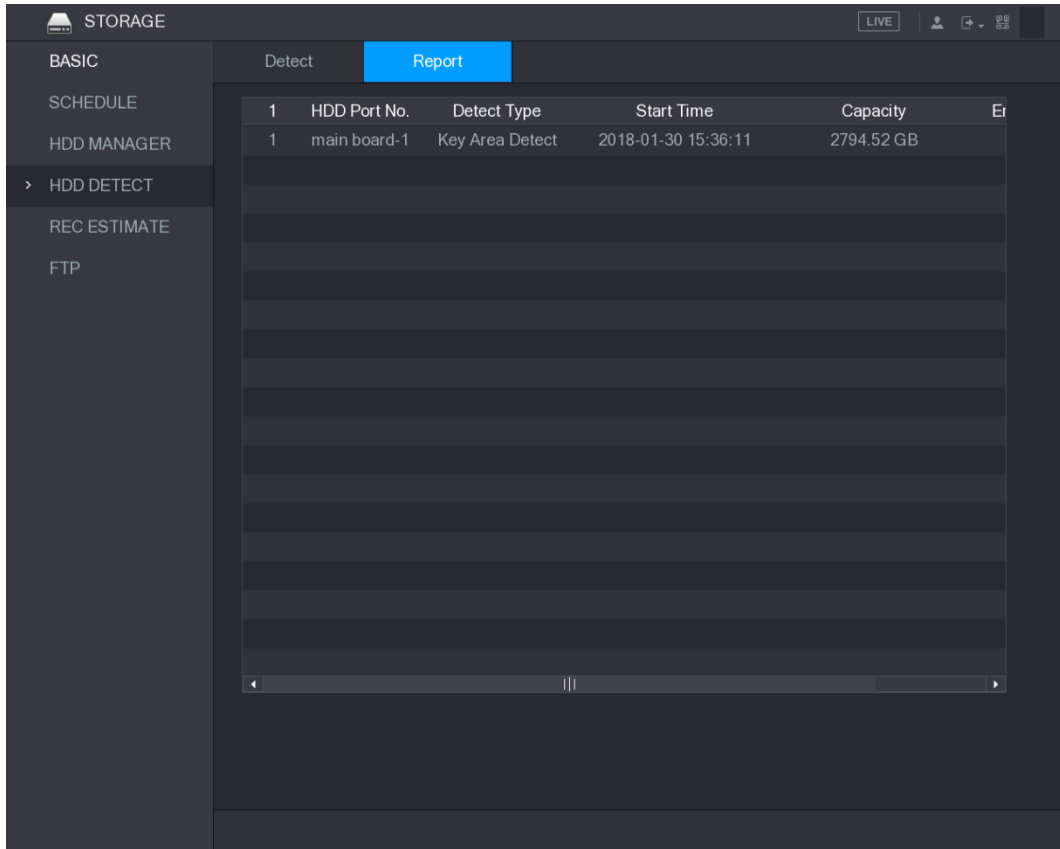 STORAGE LIVE
BASIC
SCHEDULE
HDD MANAGER
HDD DETECT
REC ESTIMATE
FTP
Detect Report
1 HDD Port No. Detect Type Start Time Capacity
1 main board-1 Key Area Detect 2018-01-30 15:36:11 2794.52 GB